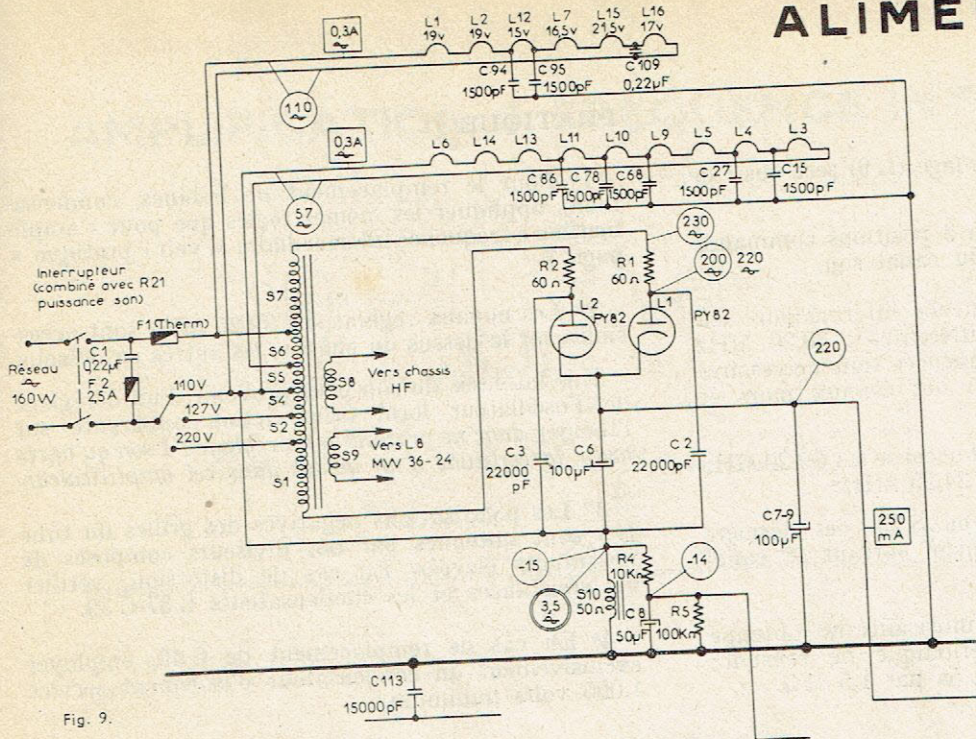 ALIME
L1 L2 L12 L7 L15 L16
19v 19v 15v 16,5v 21,5v 17v
0,3A
C94 C95 C109
1500pF 1500pF 0,22µF
110
0,3A
L6 L14 L13 L11 L10 L9 L5 L4 L3
C86 C78 C68 C27 C15
1500pF 1500pF 1500pF 1500pF 1500pF
57
230
200 220
Interrupteur
(combiné avec R21
puissance son)
R2 R1
60Ω 60Ω
L2 L1
PY82 PY82
S7
F1(Therm)
C1
0,22µF
Réseau
160W
F2
2,5A
S6
S5
S4
S2
S1
110V
127V
220V
S8
Vers chassis
HF
S9
Vers L8
MW 36-24
220
C3
22000
pF
C6
100µF
C2
22000pF
C7-9
100µF
250
mA
-15
R4
10KΩ
-14
3,5
S10
50Ω
C8
50µF
R5
100KΩ
C113
15000pF
Fig. 9.